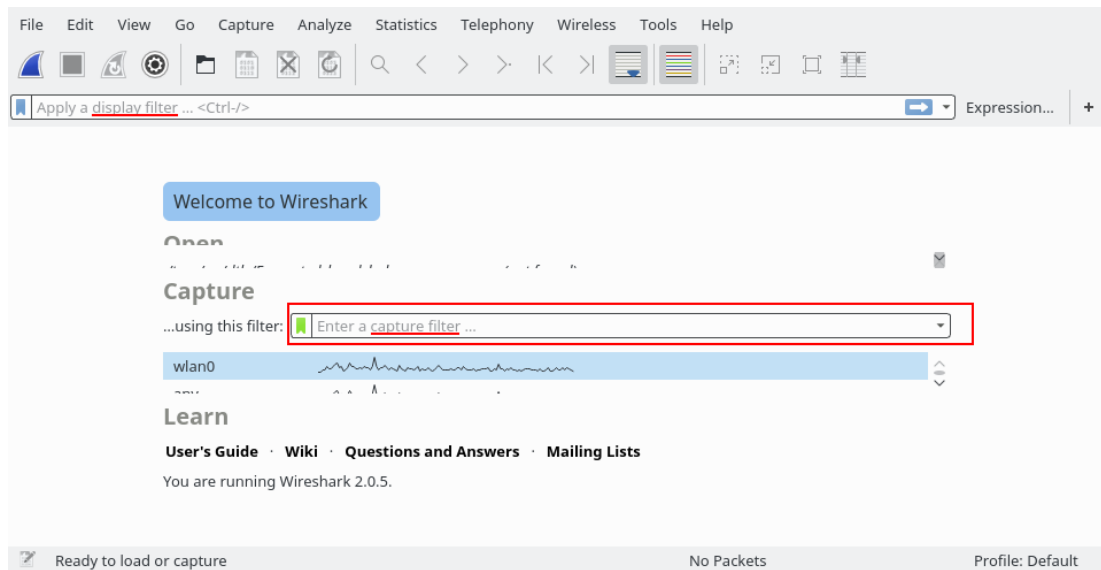 File Edit View Go Capture Analyze Statistics Telephony Wireless Tools Help
Apply a display filter ... <Ctrl-/> Expression... +
Welcome to Wireshark
Open
Capture
...using this filter: Enter a capture filter ...
wlan0
any
Learn
User's Guide · Wiki · Questions and Answers · Mailing Lists
You are running Wireshark 2.0.5.
Ready to load or capture No Packets Profile: Default